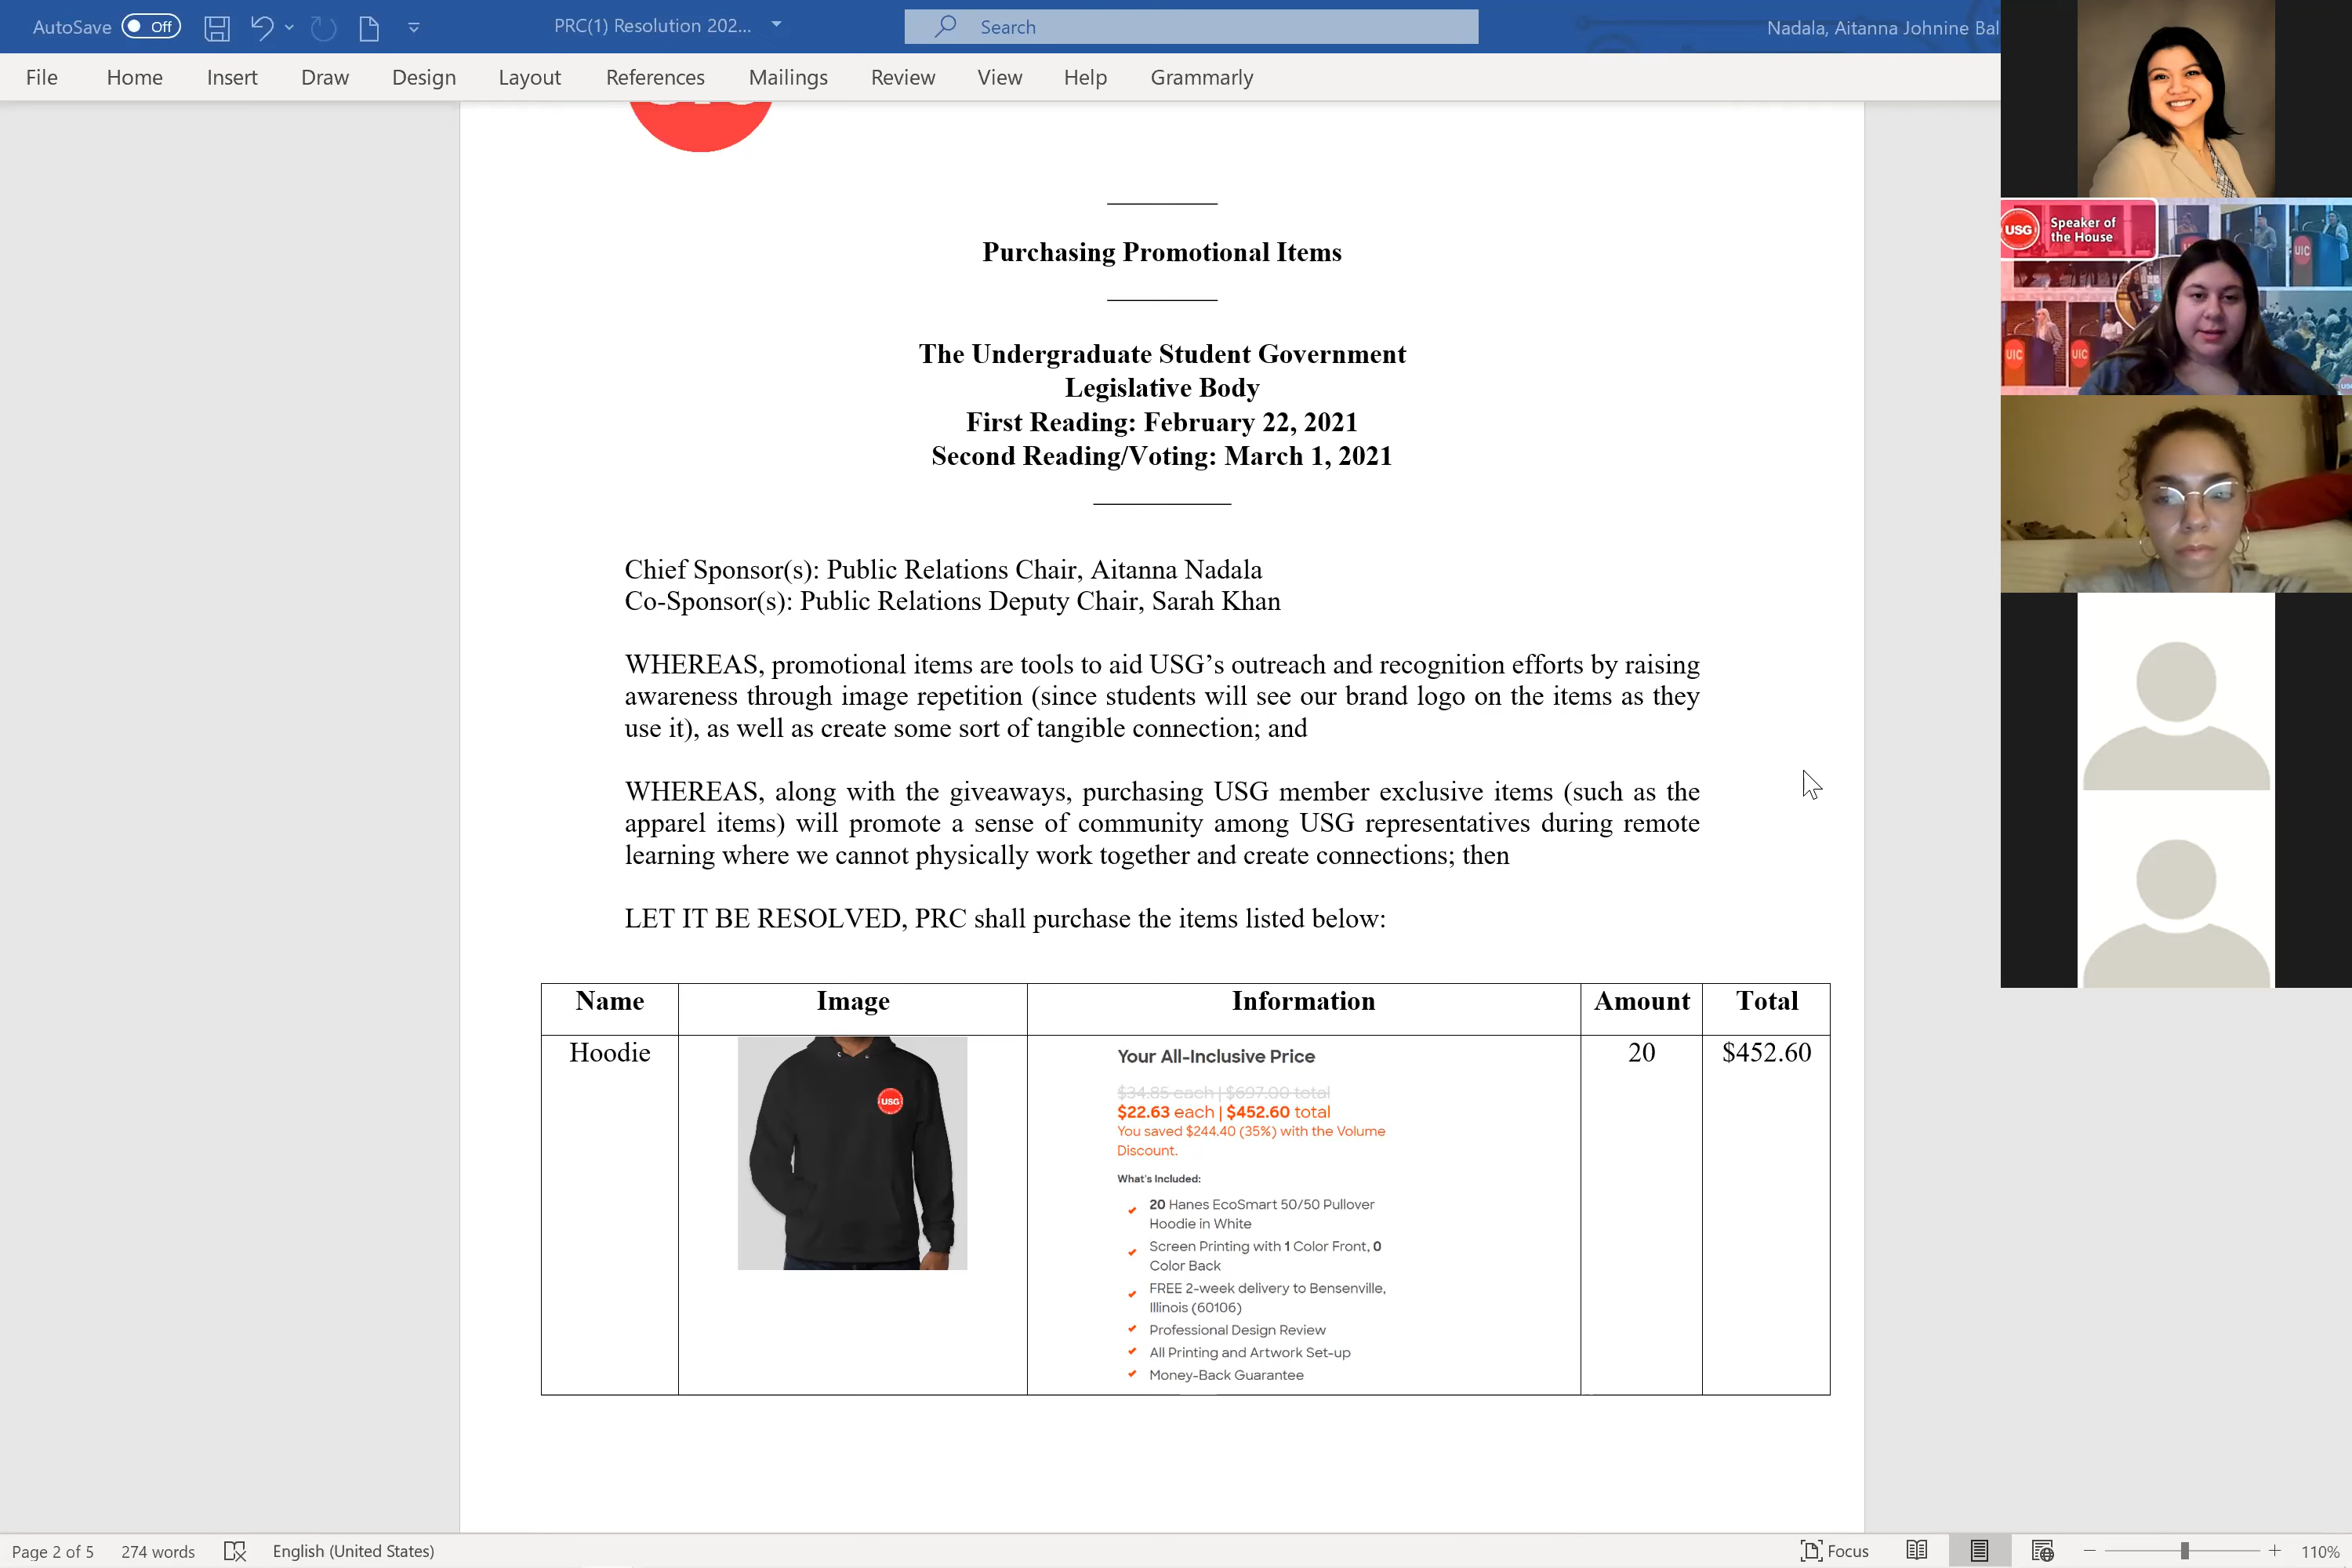 AutoSave Off
PRC(1) Resolution 202...
Search
Nadala, Aitanna Johnine Bal
File Home Insert Draw Design Layout References Mailings Review View Help Grammarly
Purchasing Promotional Items
The Undergraduate Student Government
Legislative Body
First Reading: February 22, 2021
Second Reading/Voting: March 1, 2021
Chief Sponsor(s): Public Relations Chair, Aitanna Nadala
Co-Sponsor(s): Public Relations Deputy Chair, Sarah Khan
WHEREAS, promotional items are tools to aid USG’s outreach and recognition efforts by raising
awareness through image repetition (since students will see our brand logo on the items as they
use it), as well as create some sort of tangible connection; and
WHEREAS, along with the giveaways, purchasing USG member exclusive items (such as the
apparel items) will promote a sense of community among USG representatives during remote
learning where we cannot physically work together and create connections; then
LET IT BE RESOLVED, PRC shall purchase the items listed below:
Name Image Information Amount Total
Hoodie
USG
Your All-Inclusive Price
$34.85 each | $697.00 total
$22.63 each | $452.60 total
You saved $244.40 (35%) with the Volume
Discount.
What's Included:
20 Hanes EcoSmart 50/50 Pullover
Hoodie in White
Screen Printing with 1 Color Front, 0
Color Back
FREE 2-week delivery to Bensenville,
Illinois (60106)
Professional Design Review
All Printing and Artwork Set-up
Money-Back Guarantee
20
$452.60
USG
Speaker of
the House
UIC
UIC
UIC
Page 2 of 5 274 words English (United States) Focus 110%